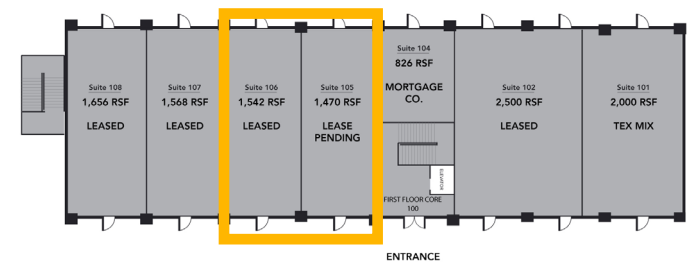 Suite 108
1,656 RSF
LEASED
Suite 107
1,568 RSF
LEASED
Suite 106
1,542 RSF
LEASED
Suite 105
1,470 RSF
LEASE
PENDING
Suite 104
826 RSF
MORTGAGE
CO.
Suite 102
2,500 RSF
LEASED
Suite 101
2,000 RSF
TEX MIX
ELEVATOR
FIRST FLOOR CORE
100
ENTRANCE